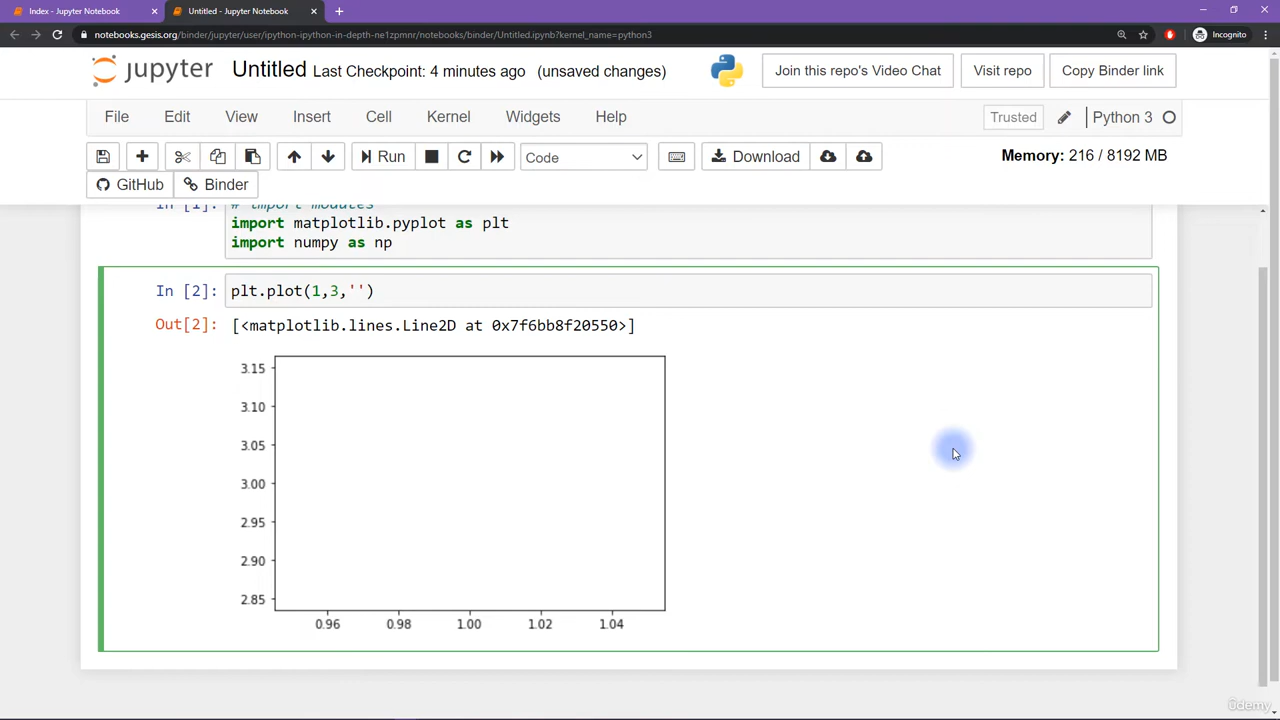 Index - Jupyter Notebook
Untitled - Jupyter Notebook
notebooks.gesis.org/binder/jupyter/user/ipython-ipython-in-depth-ne1zpmnr/notebooks/Untitled.ipynb?kernel_name=python3
Incognito
jupyter Untitled Last Checkpoint: 4 minutes ago (unsaved changes)
Join this repo's Video Chat Visit repo Copy Binder link
File Edit View Insert Cell Kernel Widgets Help
Trusted Python 3
Run Code Download Memory: 216 / 8192 MB
GitHub Binder
In [1]: # import modules
import matplotlib.pyplot as plt
import numpy as np
In [2]: plt.plot(1,3,'')
Out[2]: [<matplotlib.lines.Line2D at 0x7f6bb8f20550>]
3.15
3.10
3.05
3.00
2.95
2.90
2.85
0.96 0.98 1.00 1.02 1.04
ûdemy